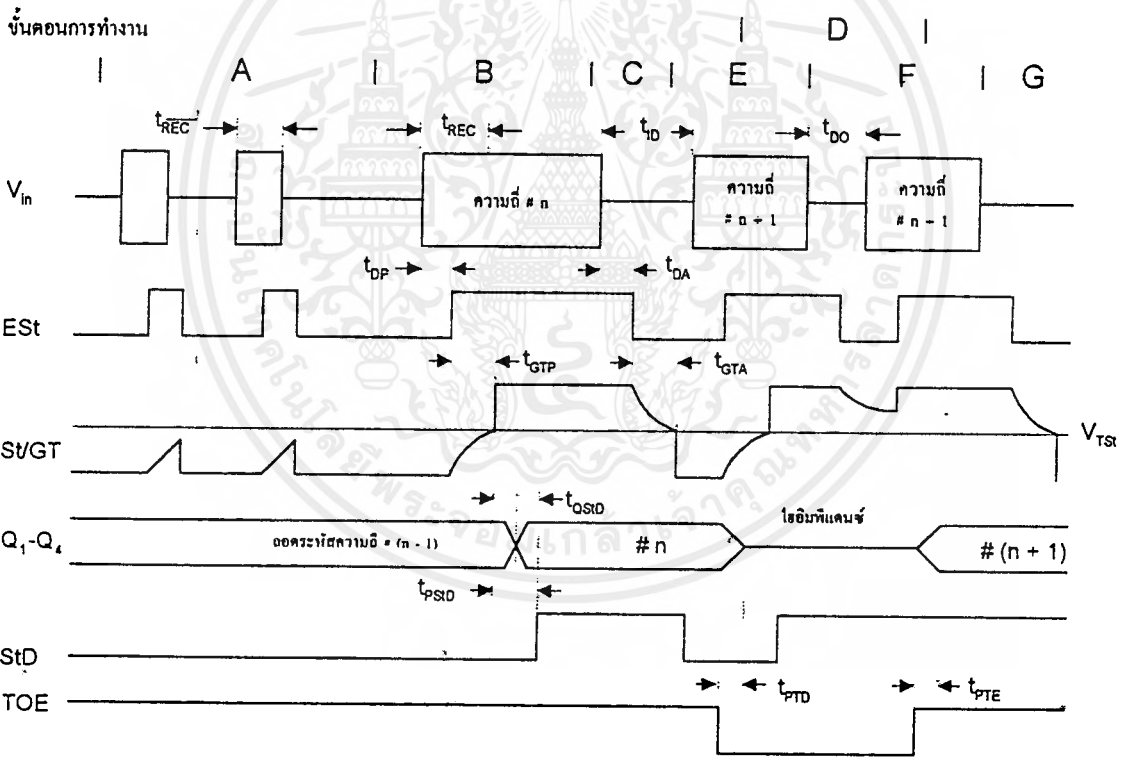 ขั้นตอนการทำงาน
D
A B C E F G
tREC tREC tID tDO
Vin
ความถี่ # n
ความถี่
# n + 1
ความถี่
# n - 1
tDP tDA
ESt
tGTP tGTA
St/GT
VTSt
tQStD
Q1-Q4
ถอดรหัสความถี่ # (n - 1)
# n
ไฮอิมพีแดนซ์
# (n + 1)
tPStD
StD
tPTD tPTE
TOE